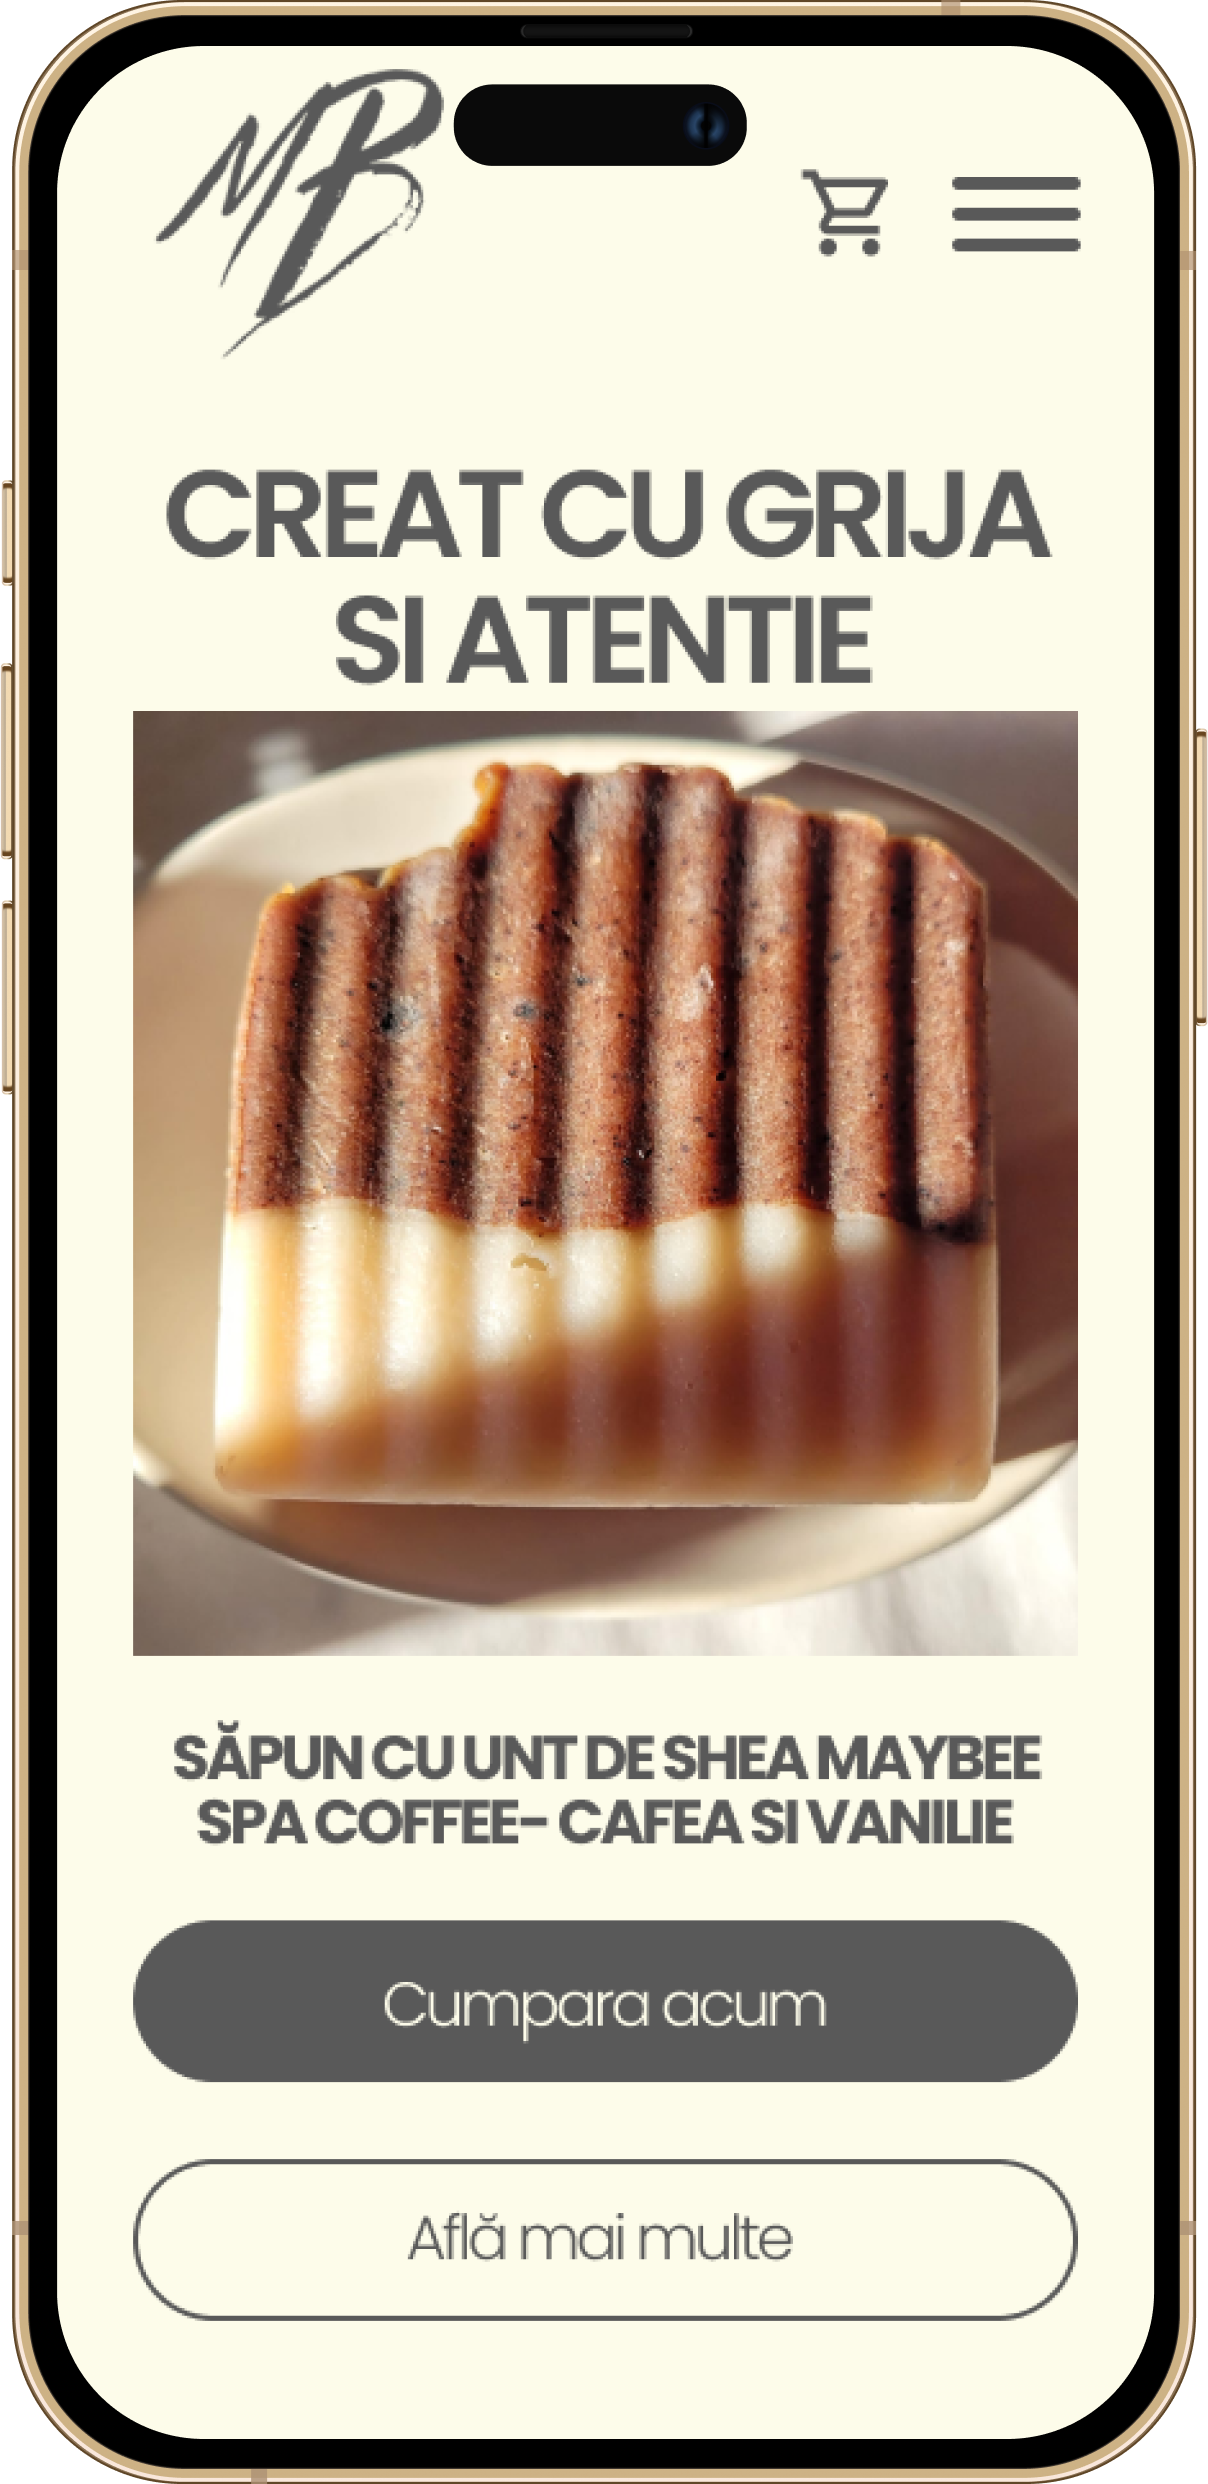 MB
CREAT CU GRIJA
SI ATENTIE
SĂPUN CU UNT DE SHEA MAYBEE
SPA COFFEE- CAFEA SI VANILIE
Cumpara acum
Află mai multe